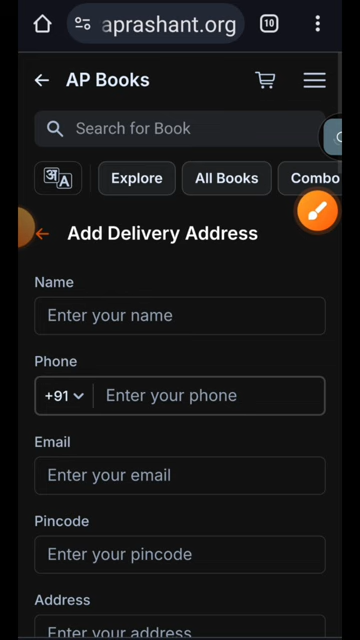 aprashant.org
10
AP Books
Search for Book
अ A
Explore
All Books
Combo
Add Delivery Address
Name
Enter your name
Phone
+91
Enter your phone
Email
Enter your email
Pincode
Enter your pincode
Address
Enter your address